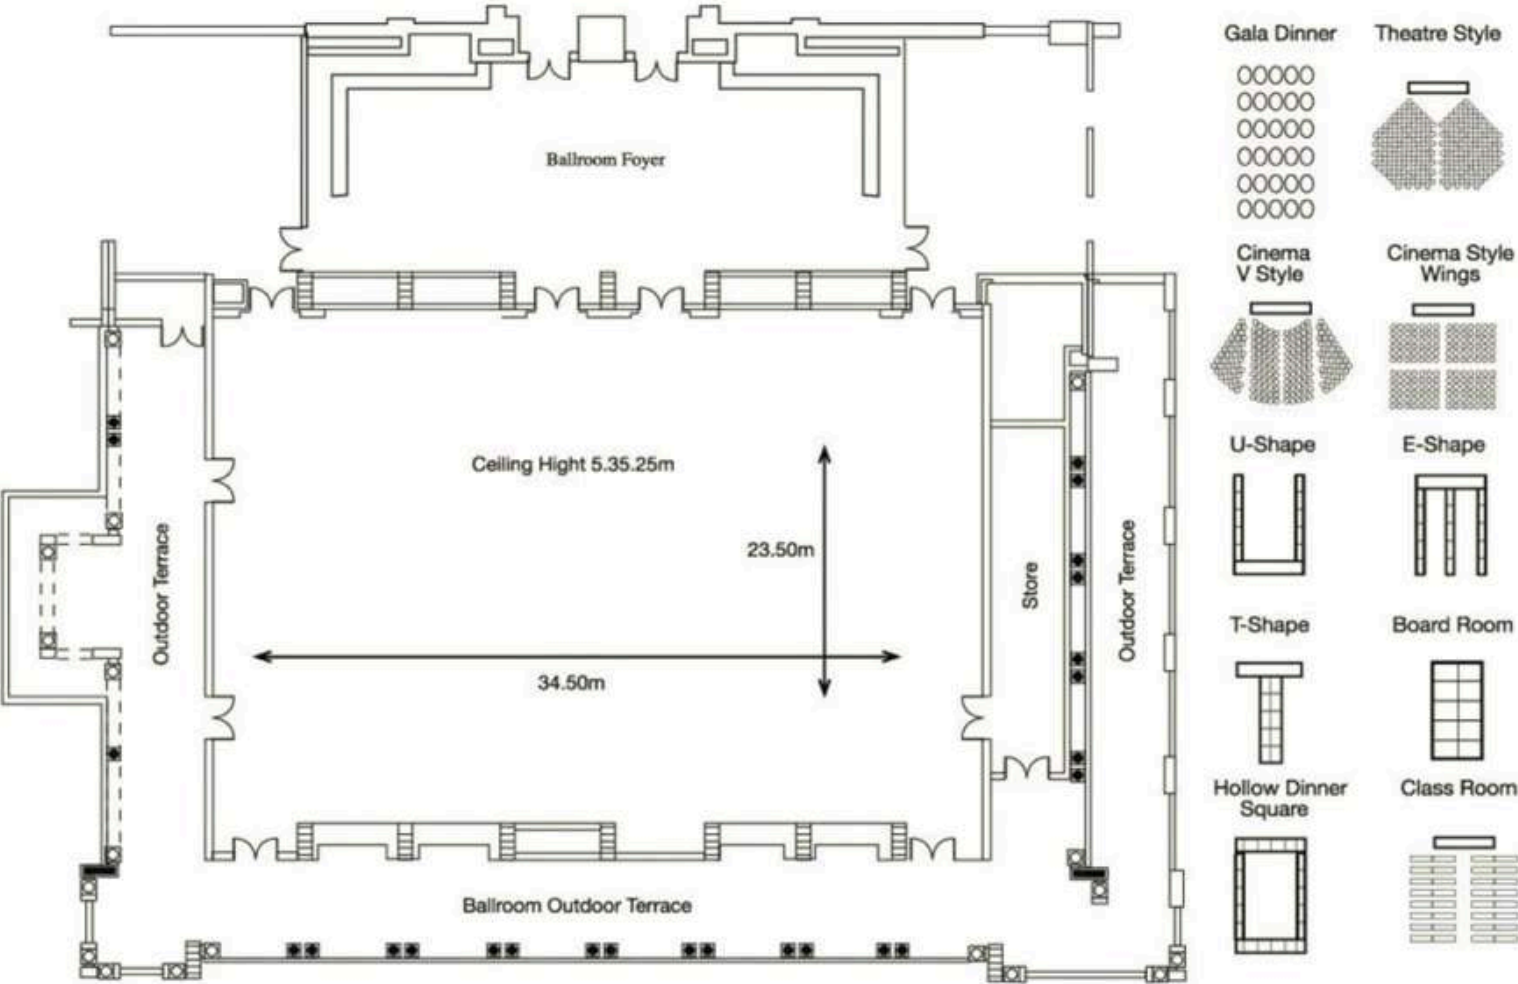 Gala Dinner
Theatre Style
Ballroom Foyer
Cinema
V Style
Cinema Style
Wings
Ceiling Hight 5.35.25m
U-Shape
E-Shape
23.50m
Outdoor Terrace
Store
Outdoor Terrace
34.50m
T-Shape
Board Room
Hollow Dinner
Square
Class Room
Ballroom Outdoor Terrace